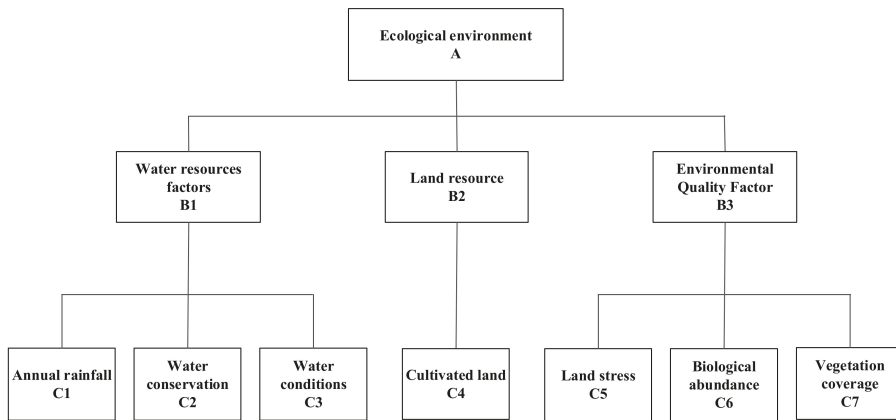 Ecological environment
A
Water resources
factors
B1
Land resource
B2
Environmental
Quality Factor
B3
Annual rainfall
C1
Water
conservation
C2
Water
conditions
C3
Cultivated land
C4
Land stress
C5
Biological
abundance
C6
Vegetation
coverage
C7